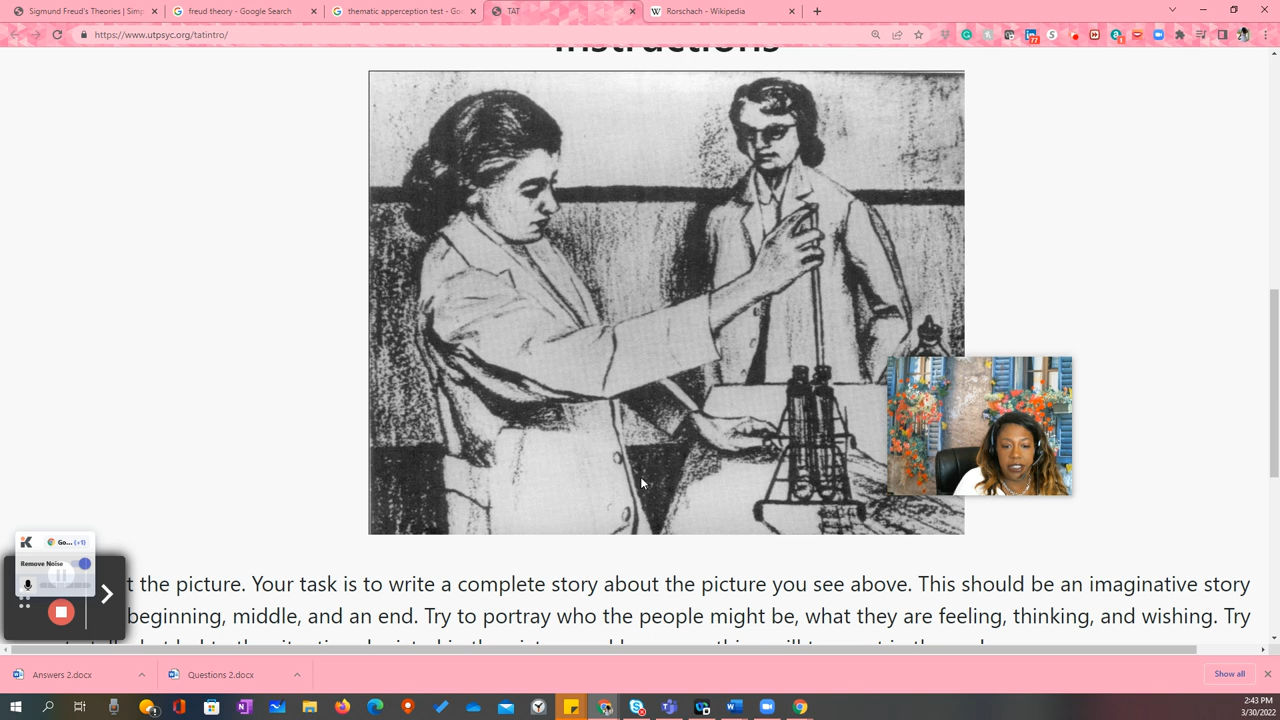 Sigmund Freud's Theories | Simp
freud theory - Google Search
thematic apperception test - Go
TAT
Rorschach - Wikipedia
https://www.utpsyc.org/tatintro/
Instructions
t the picture. Your task is to write a complete story about the picture you see above. This should be an imaginative story
beginning, middle, and an end. Try to portray who the people might be, what they are feeling, thinking, and wishing. Try
Go... (+1)
Remove Noise
Answers 2.docx
Questions 2.docx
Show all
2:43 PM
3/30/2022